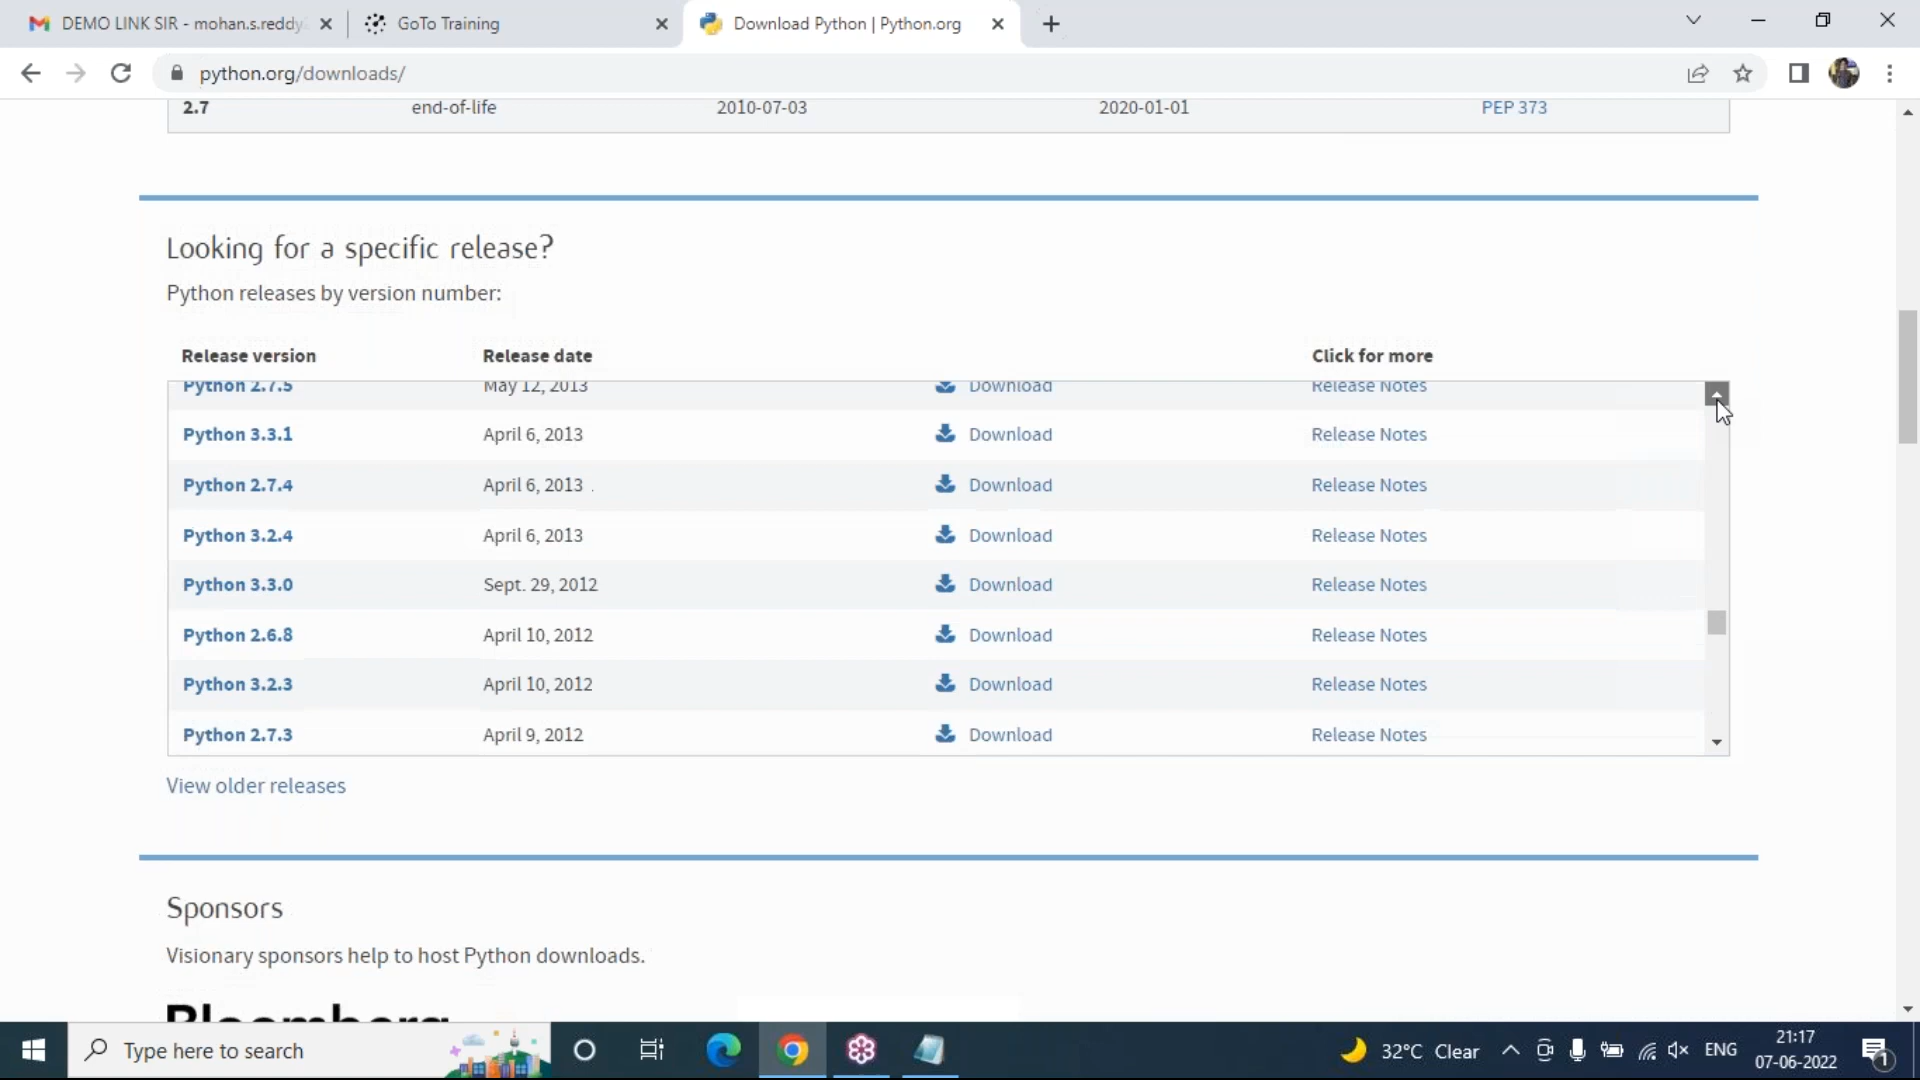 DEMO LINK SIR - mohan.s.reddy
GoTo Training
Download Python | Python.org
python.org/downloads/
2.7 end-of-life 2010-07-03 2020-01-01 PEP 373
Looking for a specific release?
Python releases by version number:
Release version Release date Click for more
Python 2.7.5 May 12, 2013 Download Release Notes
Python 3.3.1 April 6, 2013 Download Release Notes
Python 2.7.4 April 6, 2013 Download Release Notes
Python 3.2.4 April 6, 2013 Download Release Notes
Python 3.3.0 Sept. 29, 2012 Download Release Notes
Python 2.6.8 April 10, 2012 Download Release Notes
Python 3.2.3 April 10, 2012 Download Release Notes
Python 2.7.3 April 9, 2012 Download Release Notes
View older releases
Sponsors
Visionary sponsors help to host Python downloads.
Bloomberg
Type here to search
32°C Clear
ENG
21:17
07-06-2022
1